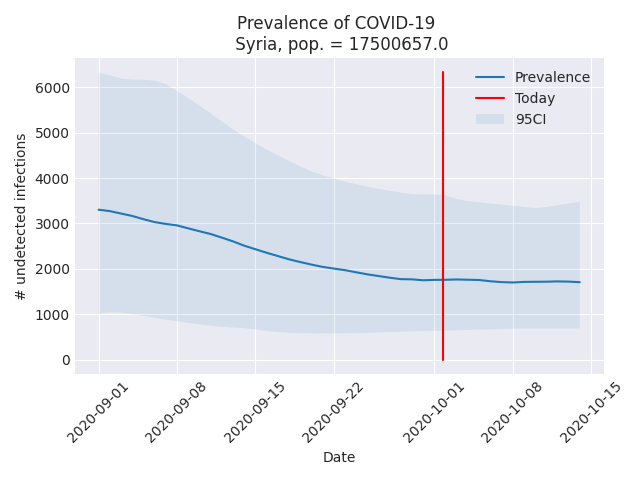 Prevalence of COVID-19
Syria, pop. = 17500657.0
Prevalence
Today
95CI
# undetected infections
6000
5000
4000
3000
2000
1000
0
2020-09-01
2020-09-08
2020-09-15
2020-09-22
2020-10-01
2020-10-08
2020-10-15
Date